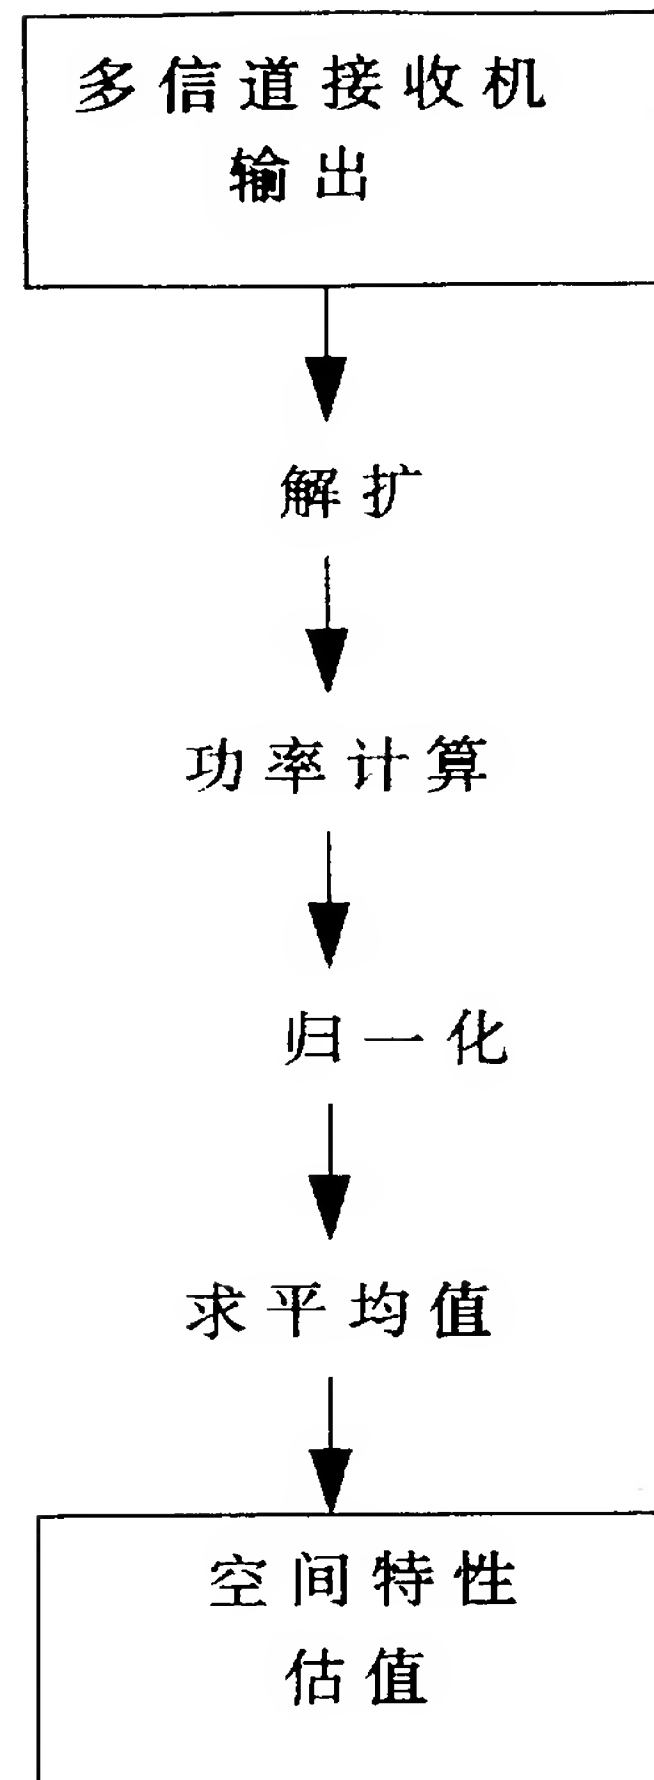 多信道接收机
输出
解扩
功率计算
归一化
求平均值
空间特性
估值